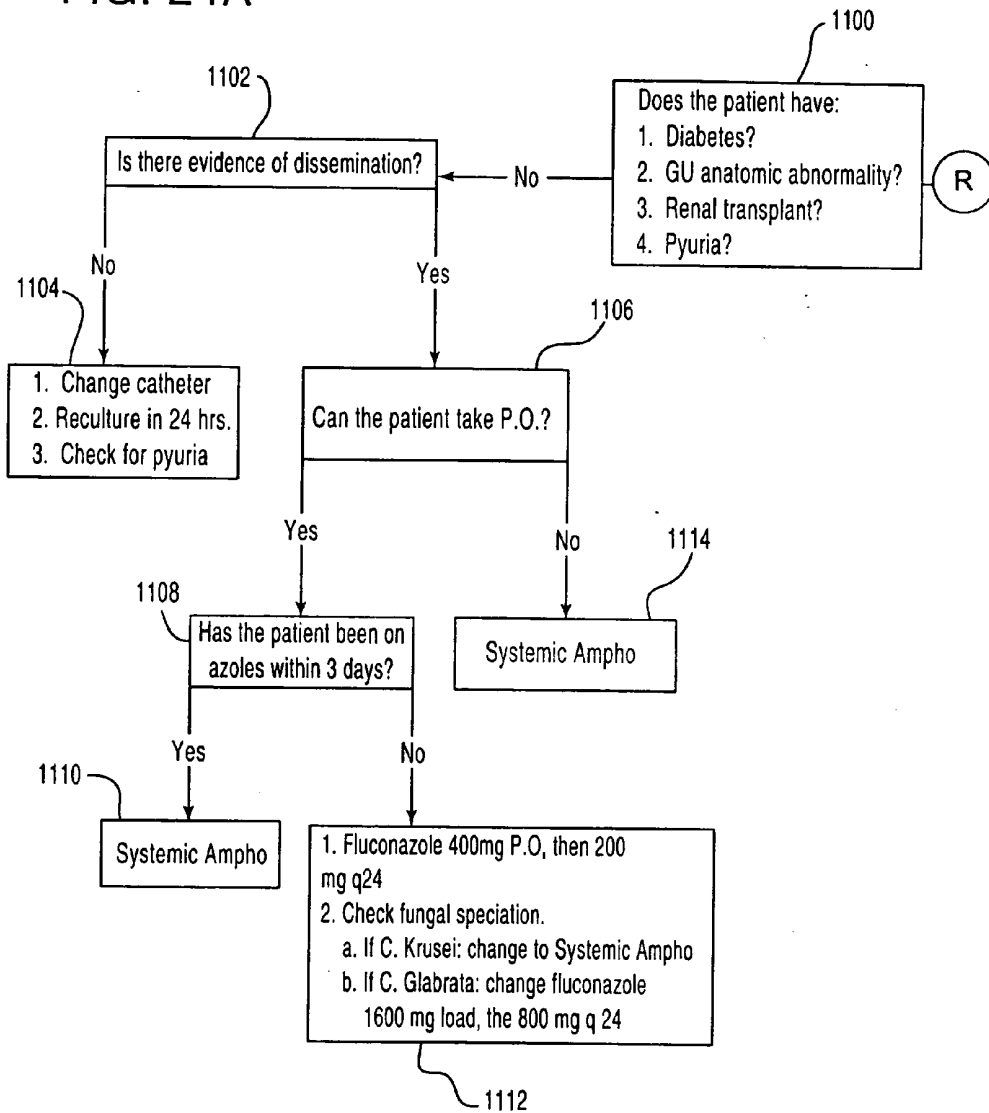 FIG. 24A
1100
1102
Does the patient have:
1. Diabetes?
2. GU anatomic abnormality?
3. Renal transplant?
4. Pyuria?
R
Is there evidence of dissemination?
No
No
Yes
1104
1106
1. Change catheter
2. Reculture in 24 hrs.
3. Check for pyuria
Can the patient take P.O.?
Yes
No
1114
1108
Has the patient been on
azoles within 3 days?
Systemic Ampho
Yes
No
1110
Systemic Ampho
1. Fluconazole 400mg P.O, then 200
mg q24
2. Check fungal speciation.
a. If C. Krusei: change to Systemic Ampho
b. If C. Glabrata: change fluconazole
1600 mg load, the 800 mg q 24
1112